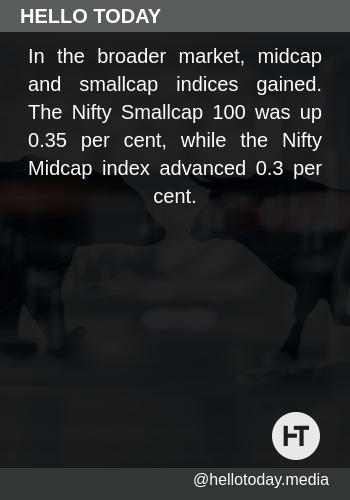 HELLO TODAY
In the broader market, midcap
and smallcap indices gained.
The Nifty Smallcap 100 was up
0.35 per cent, while the Nifty
Midcap index advanced 0.3 per
cent.
HT
@hellotoday.media